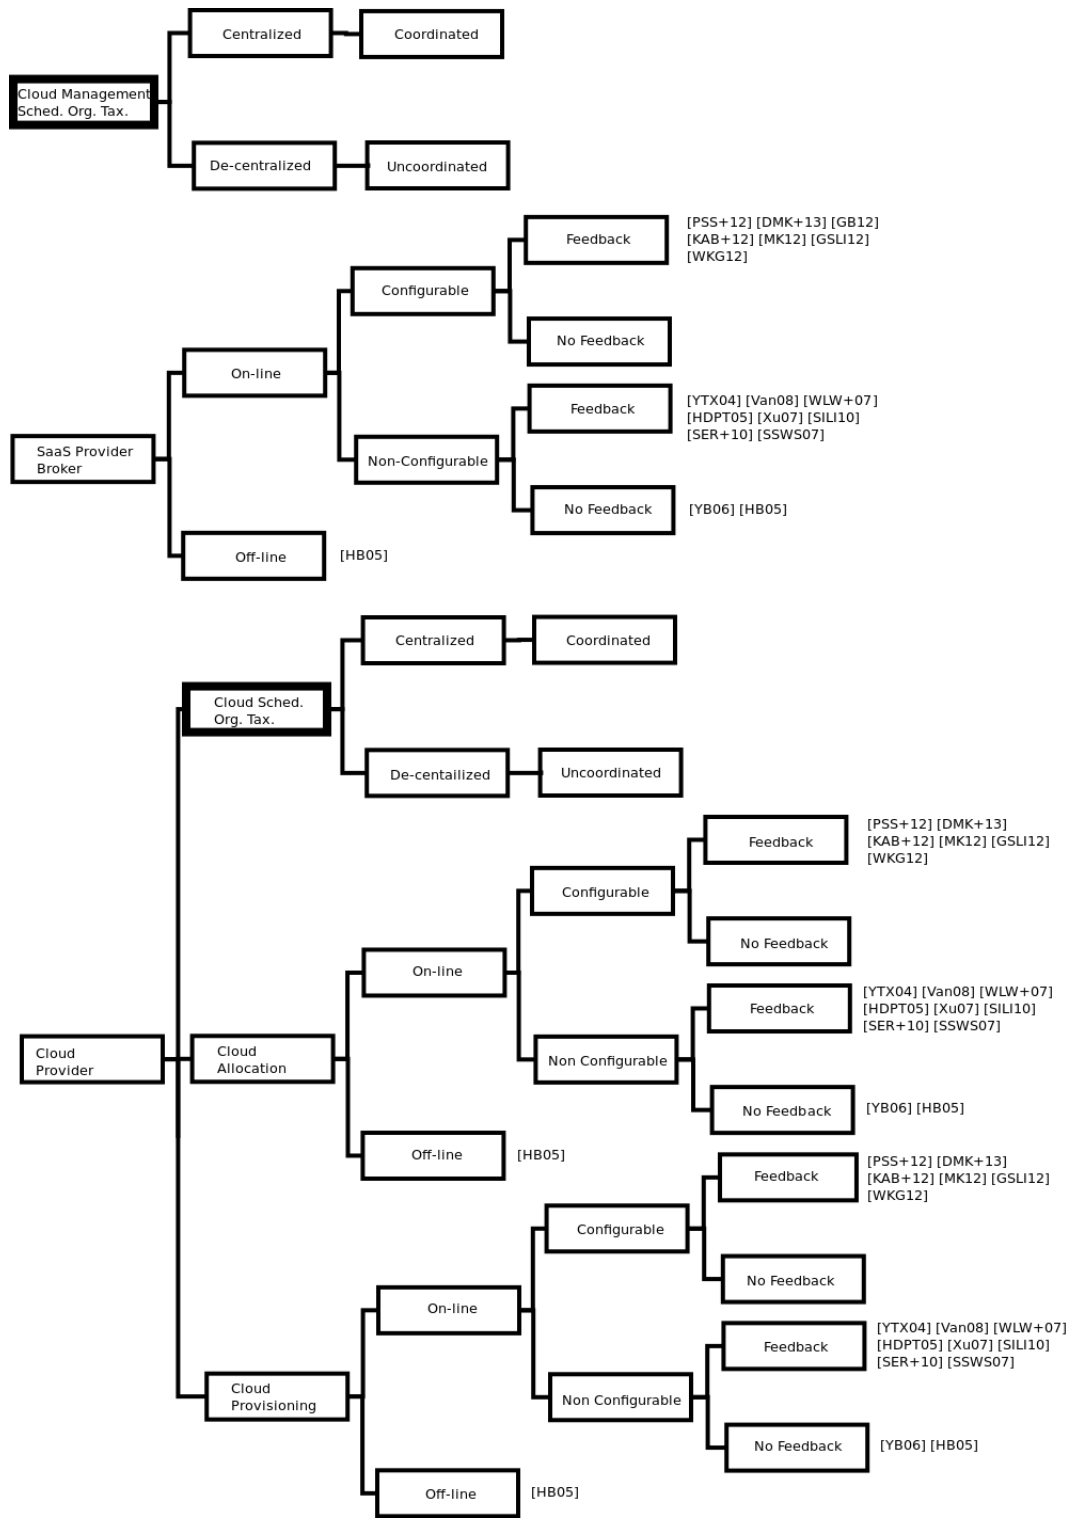 Centralized
Coordinated
Cloud Management
Sched. Org. Tax.
De-centralized
Uncoordinated
[PSS+12] [DMK+13] [GB12]
Feedback
[KAB+12] [MK12] [GSLI12]
[WKG12]
Configurable
No Feedback
On-line
[YTX04] [Van08] [WLW+07]
Feedback
[HDPT05] [Xu07] [SILI10]
[SER+10] [SSWS07]
SaaS Provider
Broker
Non-Configurable
No Feedback
[YB06] [HB05]
Off-line
[HB05]
Centralized
Coordinated
Cloud Sched.
Org. Tax.
De-centailized
Uncoordinated
[PSS+12] [DMK+13]
Feedback
[KAB+12] [MK12] [GSLI12]
[WKG12]
Configurable
No Feedback
On-line
[YTX04] [Van08] [WLW+07]
Feedback
[HDPT05] [Xu07] [SILI10]
[SER+10] [SSWS07]
Cloud
Provider
Cloud
Allocation
Non Configurable
No Feedback
[YB06] [HB05]
Off-line
[HB05]
[PSS+12] [DMK+13]
Feedback
[KAB+12] [MK12] [GSLI12]
[WKG12]
Configurable
No Feedback
On-line
[YTX04] [Van08] [WLW+07]
Feedback
[HDPT05] [Xu07] [SILI10]
[SER+10] [SSWS07]
Cloud
Provisioning
Non Configurable
No Feedback
[YB06] [HB05]
Off-line
[HB05]